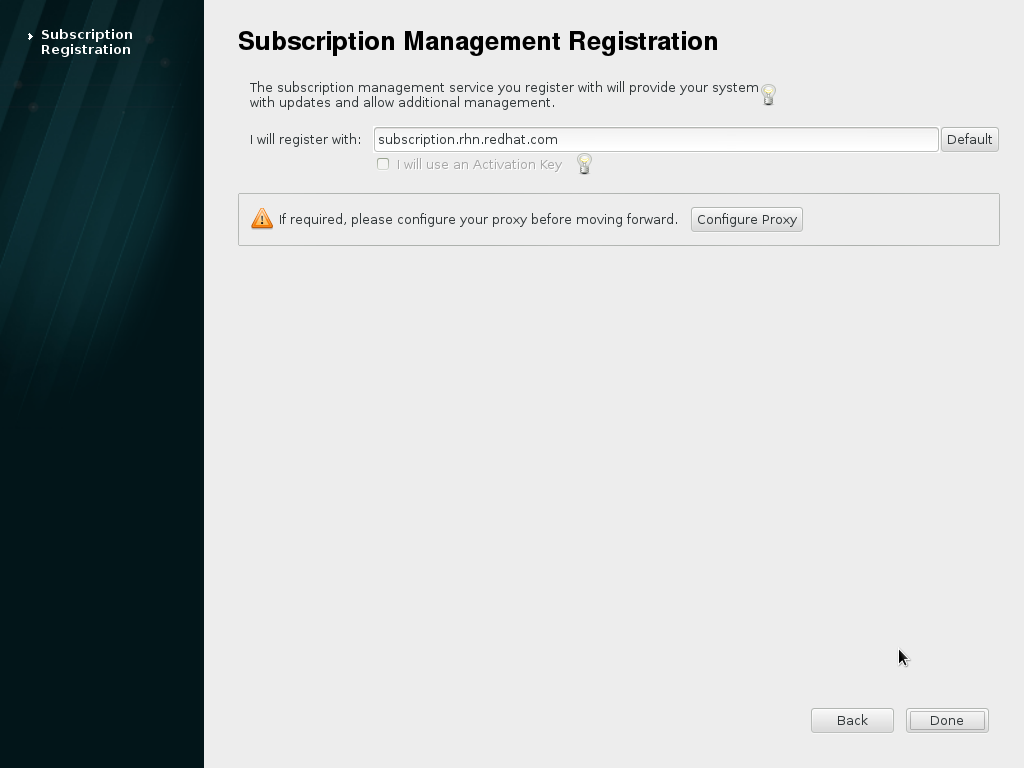 Subscription
Registration
Subscription Management Registration
The subscription management service you register with will provide your system
with updates and allow additional management.
I will register with: subscription.rhn.redhat.com Default
I will use an Activation Key
If required, please configure your proxy before moving forward. Configure Proxy
Back Done